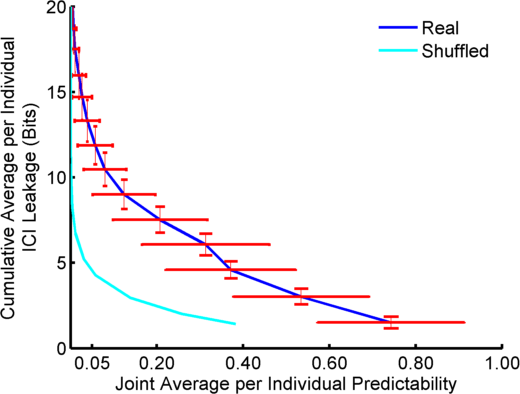 20
15
10
5
0
Cumulative Average per Individual
ICI Leakage (Bits)
Real
Shuffled
0.05
0.20
0.40
0.60
0.80
1.00
Joint Average per Individual Predictability